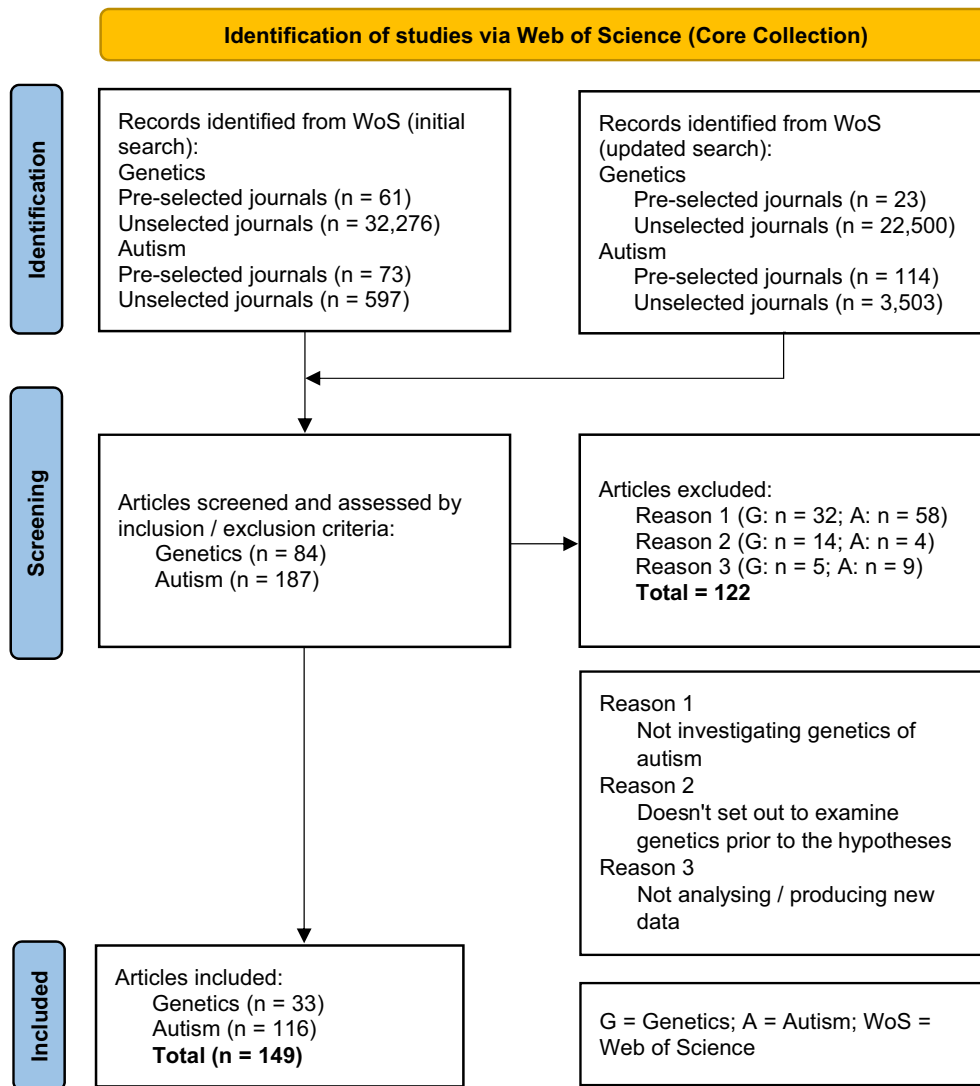 Identification of studies via Web of Science (Core Collection)
Identification
Records identified from WoS (initial
search):
Genetics
Pre-selected journals (n = 61)
Unselected journals (n = 32,276)
Autism
Pre-selected journals (n = 73)
Unselected journals (n = 597)
Records identified from WoS
(updated search):
Genetics
Pre-selected journals (n = 23)
Unselected journals (n = 22,500)
Autism
Pre-selected journals (n = 114)
Unselected journals (n = 3,503)
Screening
Articles screened and assessed by
inclusion / exclusion criteria:
Genetics (n = 84)
Autism (n = 187)
Articles excluded:
Reason 1 (G: n = 32; A: n = 58)
Reason 2 (G: n = 14; A: n = 4)
Reason 3 (G: n = 5; A: n = 9)
Total = 122
Reason 1
Not investigating genetics of
autism
Reason 2
Doesn't set out to examine
genetics prior to the hypotheses
Reason 3
Not analysing / producing new
data
Included
Articles included:
Genetics (n = 33)
Autism (n = 116)
Total (n = 149)
G = Genetics; A = Autism; WoS =
Web of Science